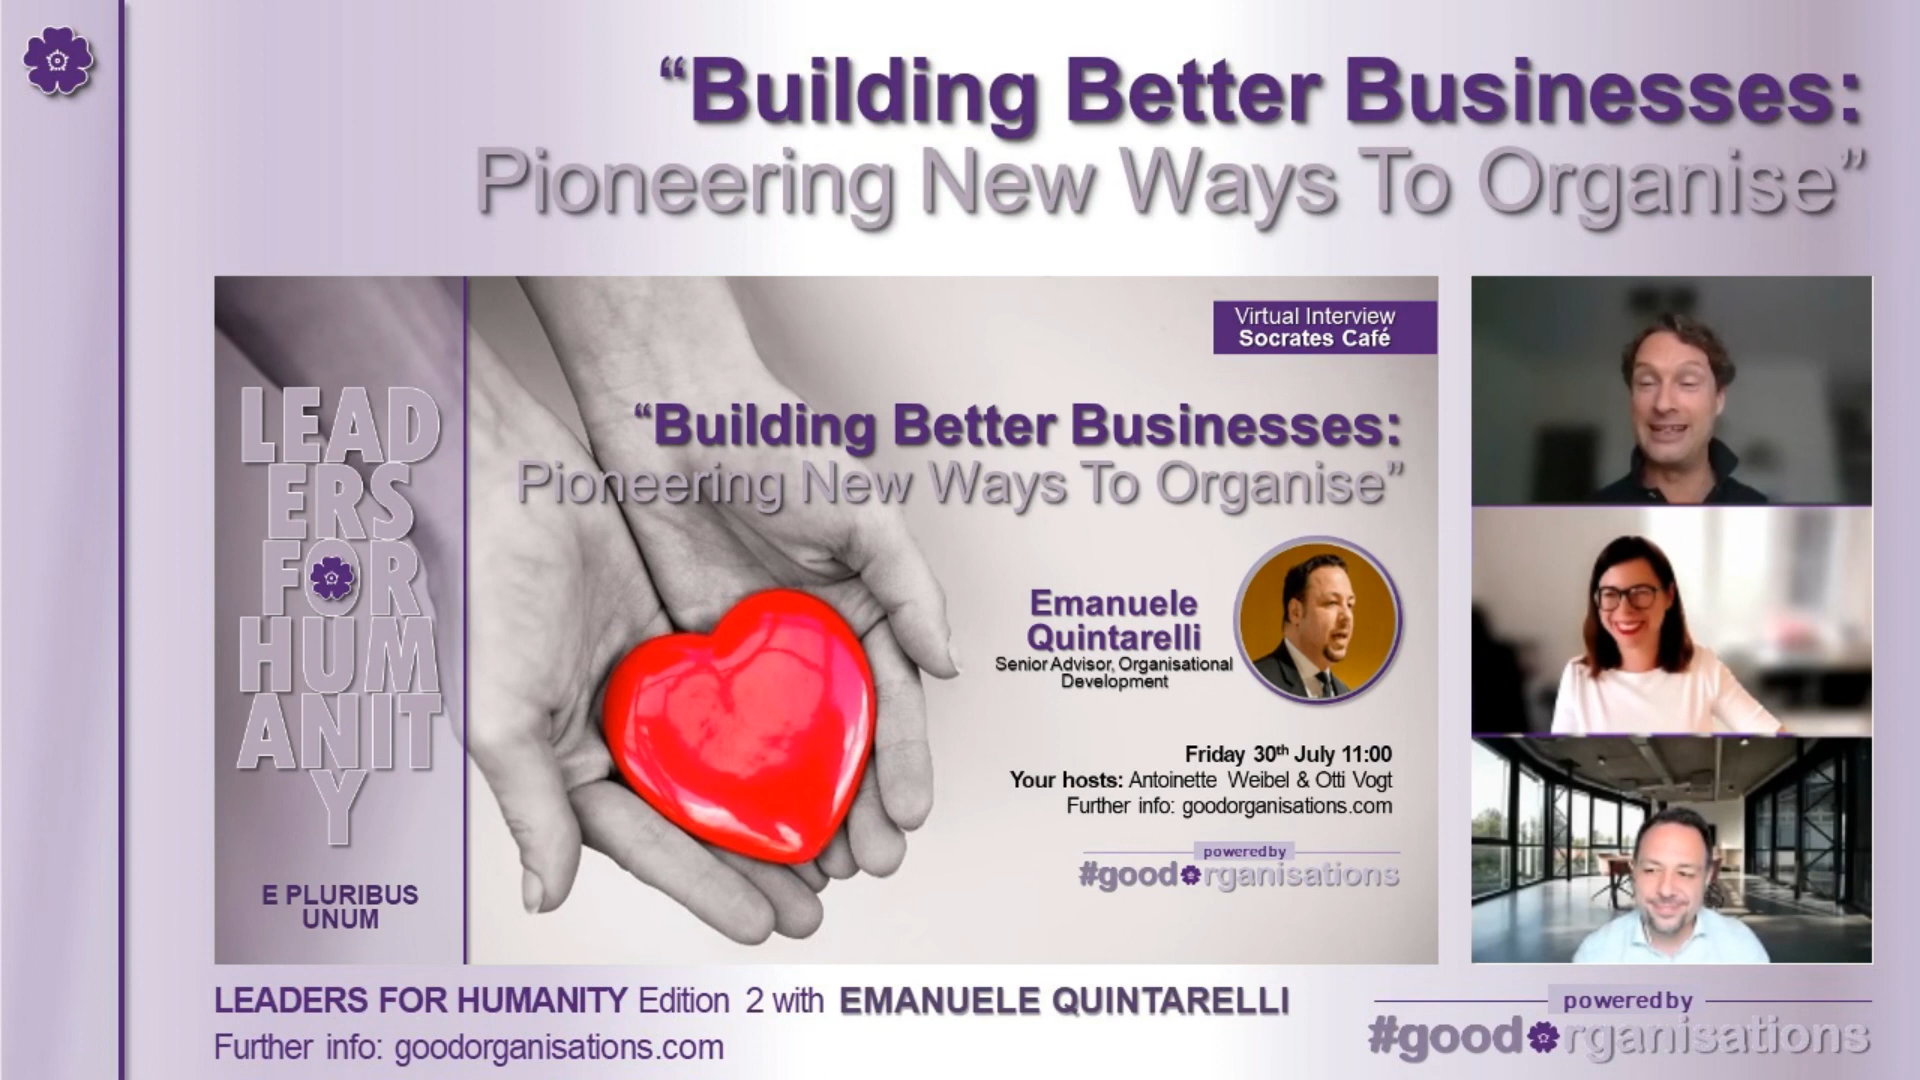 “Building Better Businesses:
Pioneering New Ways To Organise”
LEAD
ERS
FOR
HUM
ANIT
Y
E PLURIBUS
UNUM
Virtual Interview
Socrates Café
“Building Better Businesses:
Pioneering New Ways To Organise”
Emanuele
Quintarelli
Senior Advisor, Organisational
Development
Friday 30th July 11:00
Your hosts: Antoinette Weibel & Otti Vogt
Further info: goodorganisations.com
powered by
#goodorganisations
LEADERS FOR HUMANITY Edition 2 with EMANUELE QUINTARELLI
Further info: goodorganisations.com
powered by
#goodorganisations